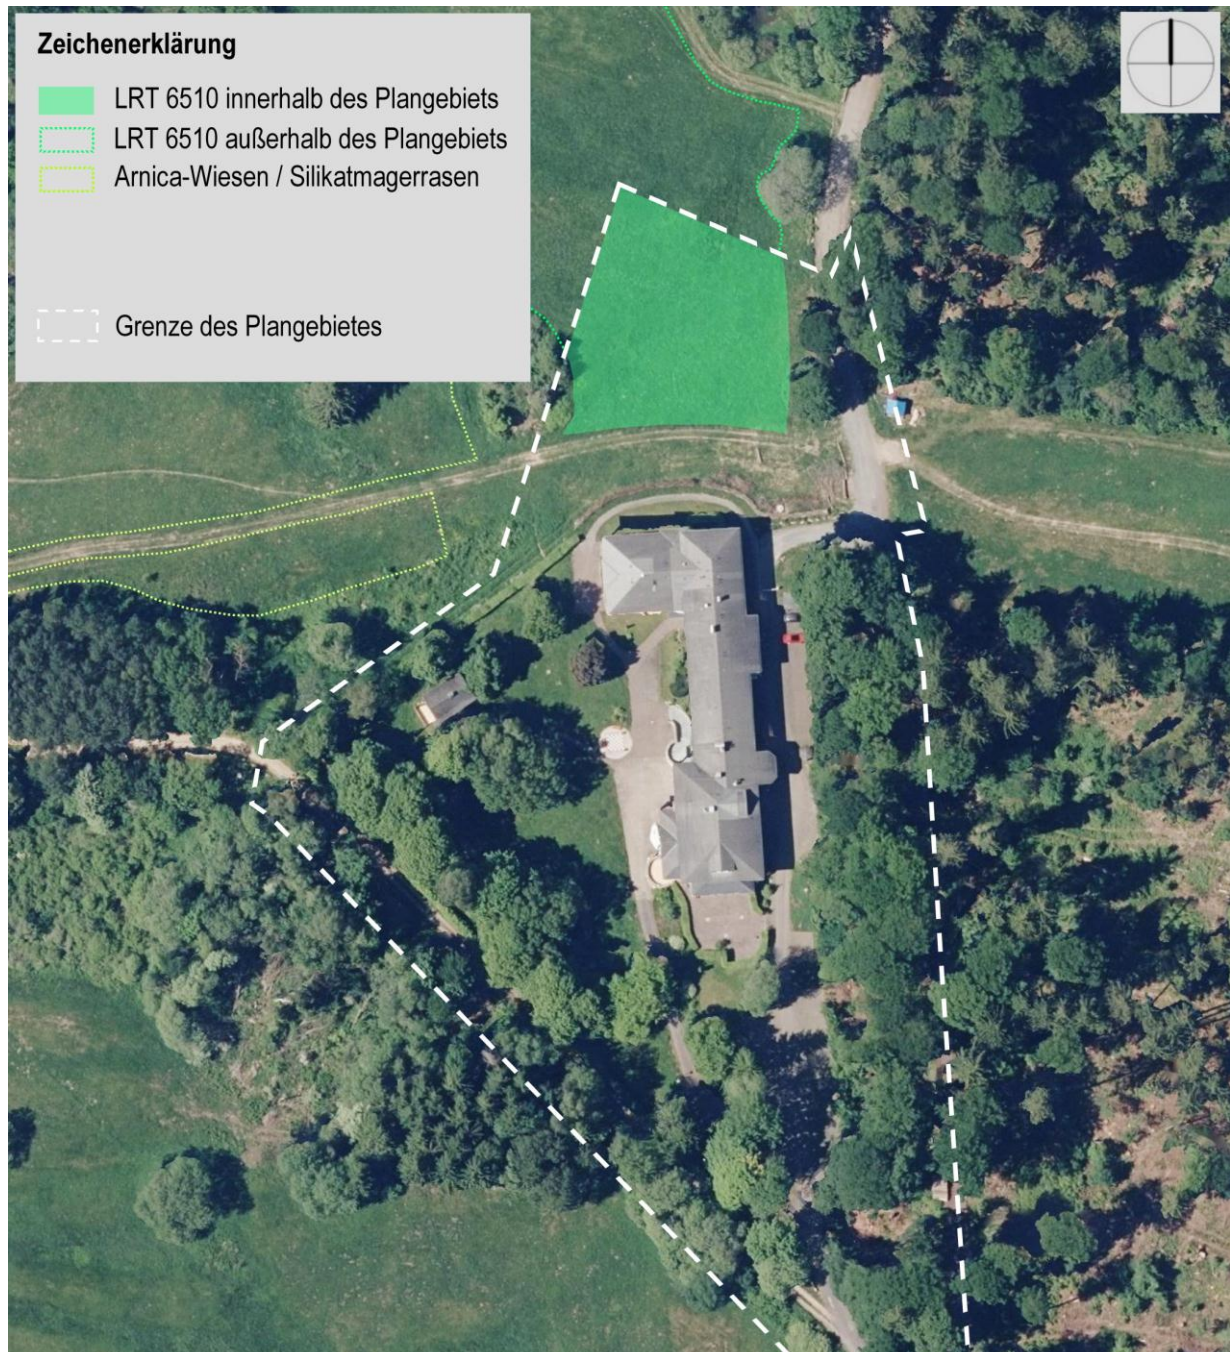 Zeichenerklärung
LRT 6510 innerhalb des Plangebiets
LRT 6510 außerhalb des Plangebiets
Arnica-Wiesen / Silikatmagerrasen
Grenze des Plangebietes